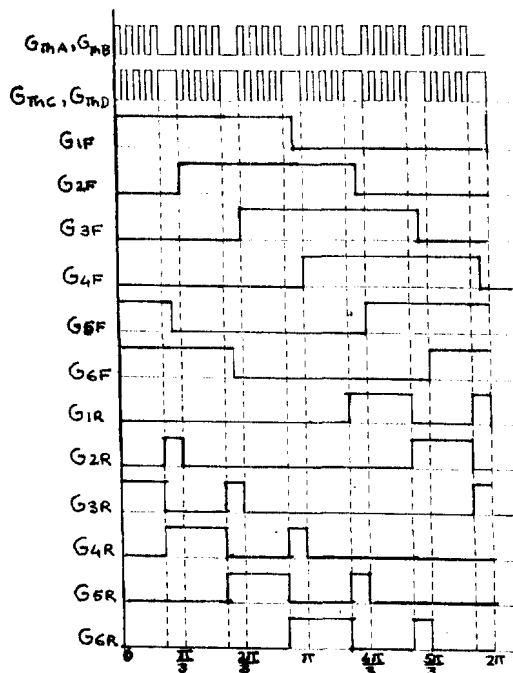 GThA, GThB
GThC, GThD
G1F
G2F
G3F
G4F
G5F
G6F
G1R
G2R
G3R
G4R
G5R
G6R
0 π/3 2π/3 π 4π/3 5π/3 2π